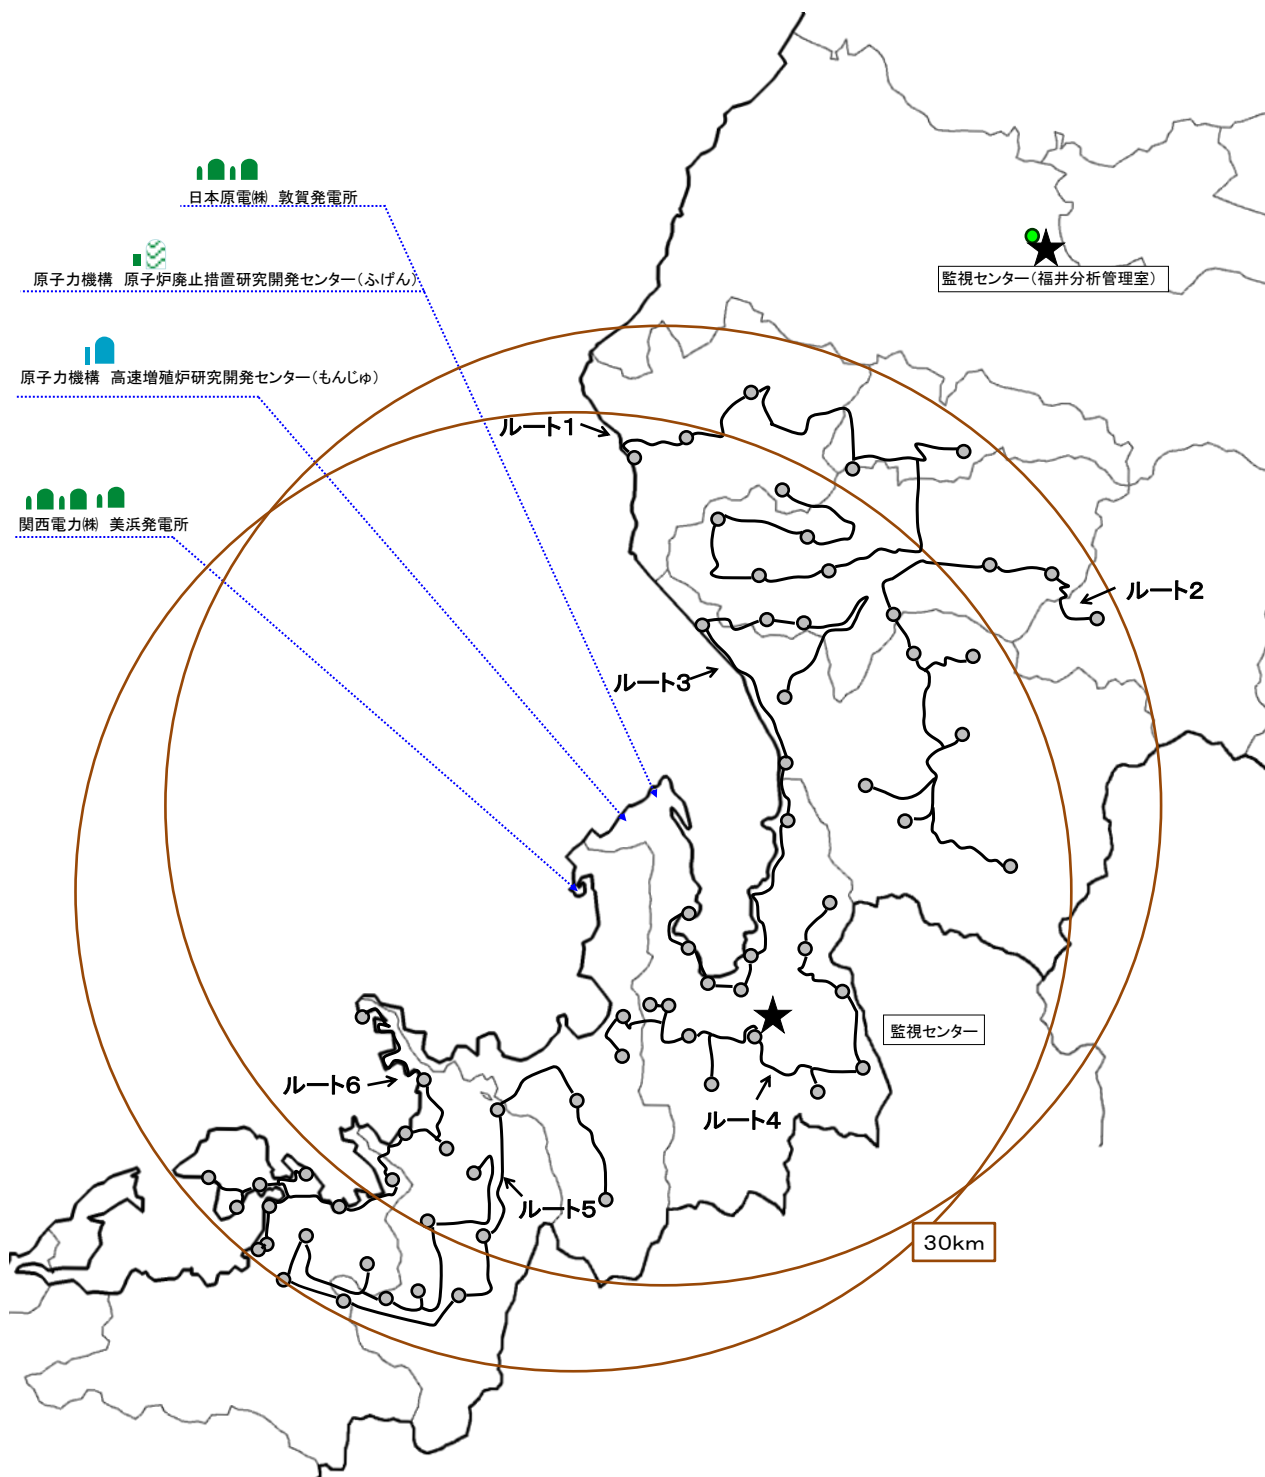 日本原電㈱ 敦賀発電所
監視センター(福井分析管理室)
原子力機構 原子炉廃止措置研究開発センター(ふげん)
原子力機構 高速増殖炉研究開発センター(もんじゅ)
ルート1
関西電力㈱ 美浜発電所
ルート2
ルート3
監視センター
ルート6
ルート4
ルート5
30km